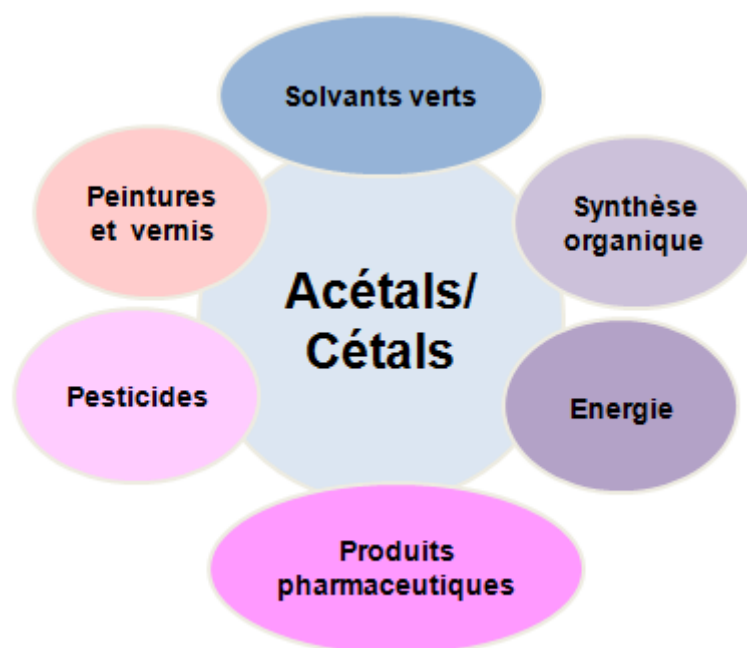 Solvants verts
Peintures
et vernis
Synthèse
organique
Acétals/
Cétals
Pesticides
Energie
Produits
pharmaceutiques